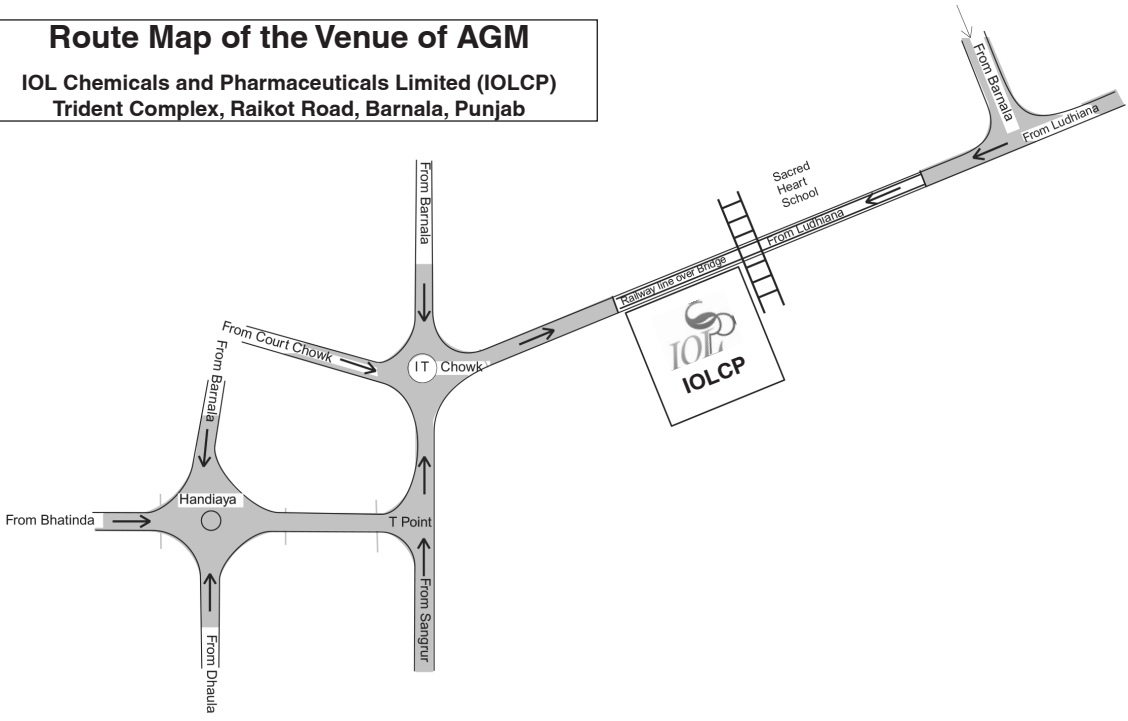 Route Map of the Venue of AGM
IOL Chemicals and Pharmaceuticals Limited (IOLCP)
Trident Complex, Raikot Road, Barnala, Punjab
From Barnala
From Ludhiana
Sacred
Heart
School
From Ludhiana
Railway line over Bridge
IOLCP
IOLCP
From Barnala
From Court Chowk
I T Chowk
From Barnala
Handiaya
From Bhatinda
T Point
From Sangrur
From Dhaula